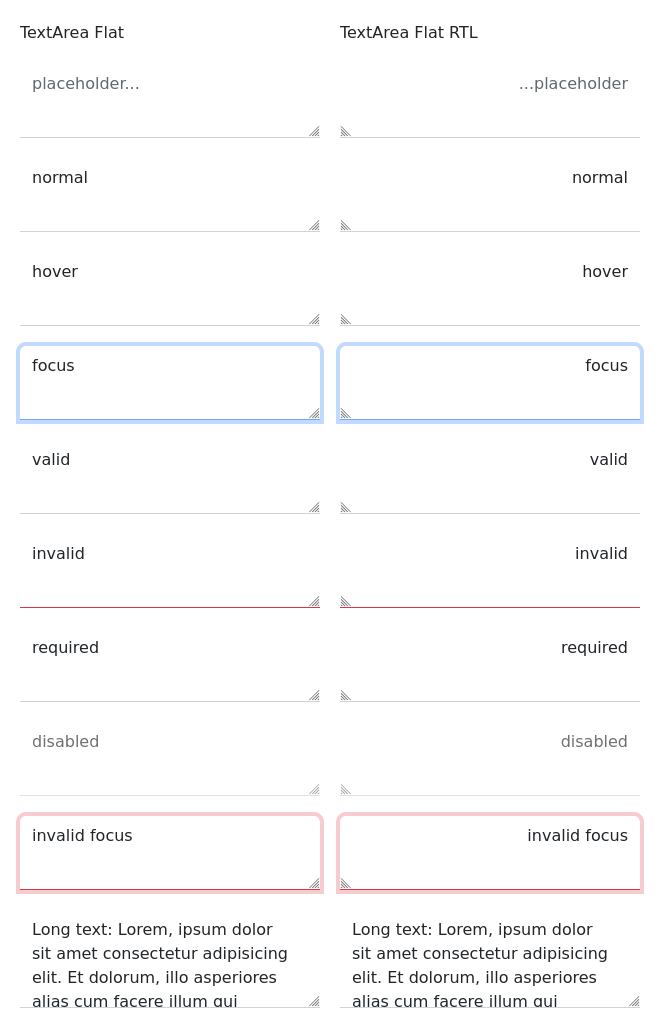 TextArea Flat
TextArea Flat RTL
placeholder...
...placeholder
normal
normal
hover
hover
focus
focus
valid
valid
invalid
invalid
required
required
disabled
disabled
invalid focus
invalid focus
Long text: Lorem, ipsum dolor
sit amet consectetur adipisicing
elit. Et dolorum, illo asperiores
alias cum facere illum qui
Long text: Lorem, ipsum dolor
sit amet consectetur adipisicing
elit. Et dolorum, illo asperiores
alias cum facere illum qui